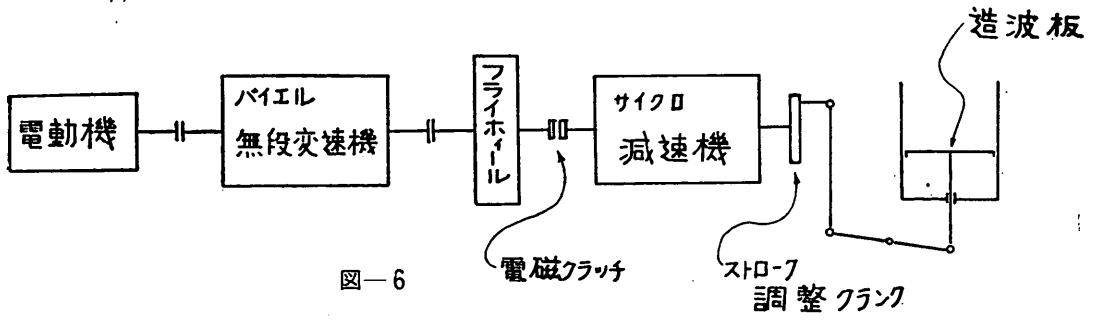 造波板
電動機
バイエル
無段変速機
フライホィール
サイクロ
減速機
図—6
電磁クラッチ
ストローク
調整クランク